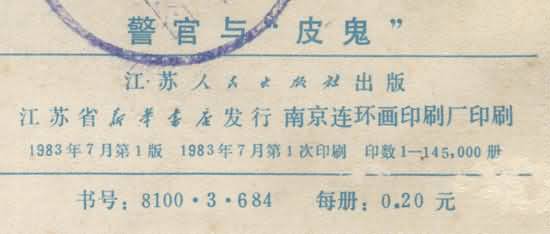 警官与“皮鬼”
江苏人民出版社出版
江苏省新华书店发行 南京连环画印刷厂印刷
1983年7月第1版 1983年7月第1次印刷 印数1—145,000册
书号：8100·3·684 每册：0.20元